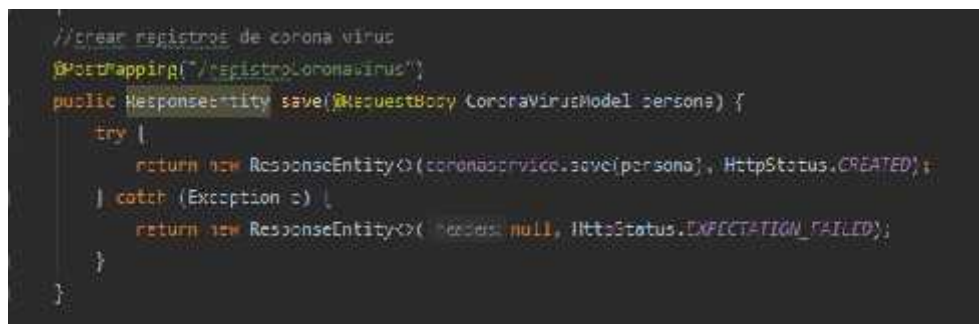 //crear registros de corona virus
@PostMapping("/registroCoronavirus")
public ResponseEntity save(@RequestBody CoronaVirusModel persona) {
try {
return new ResponseEntity<>(coronaservice.save(persona), HttpStatus.CREATED);
} catch (Exception e) {
return new ResponseEntity<>( headers: null, HttpStatus.EXPECTATION_FAILED);
}
}